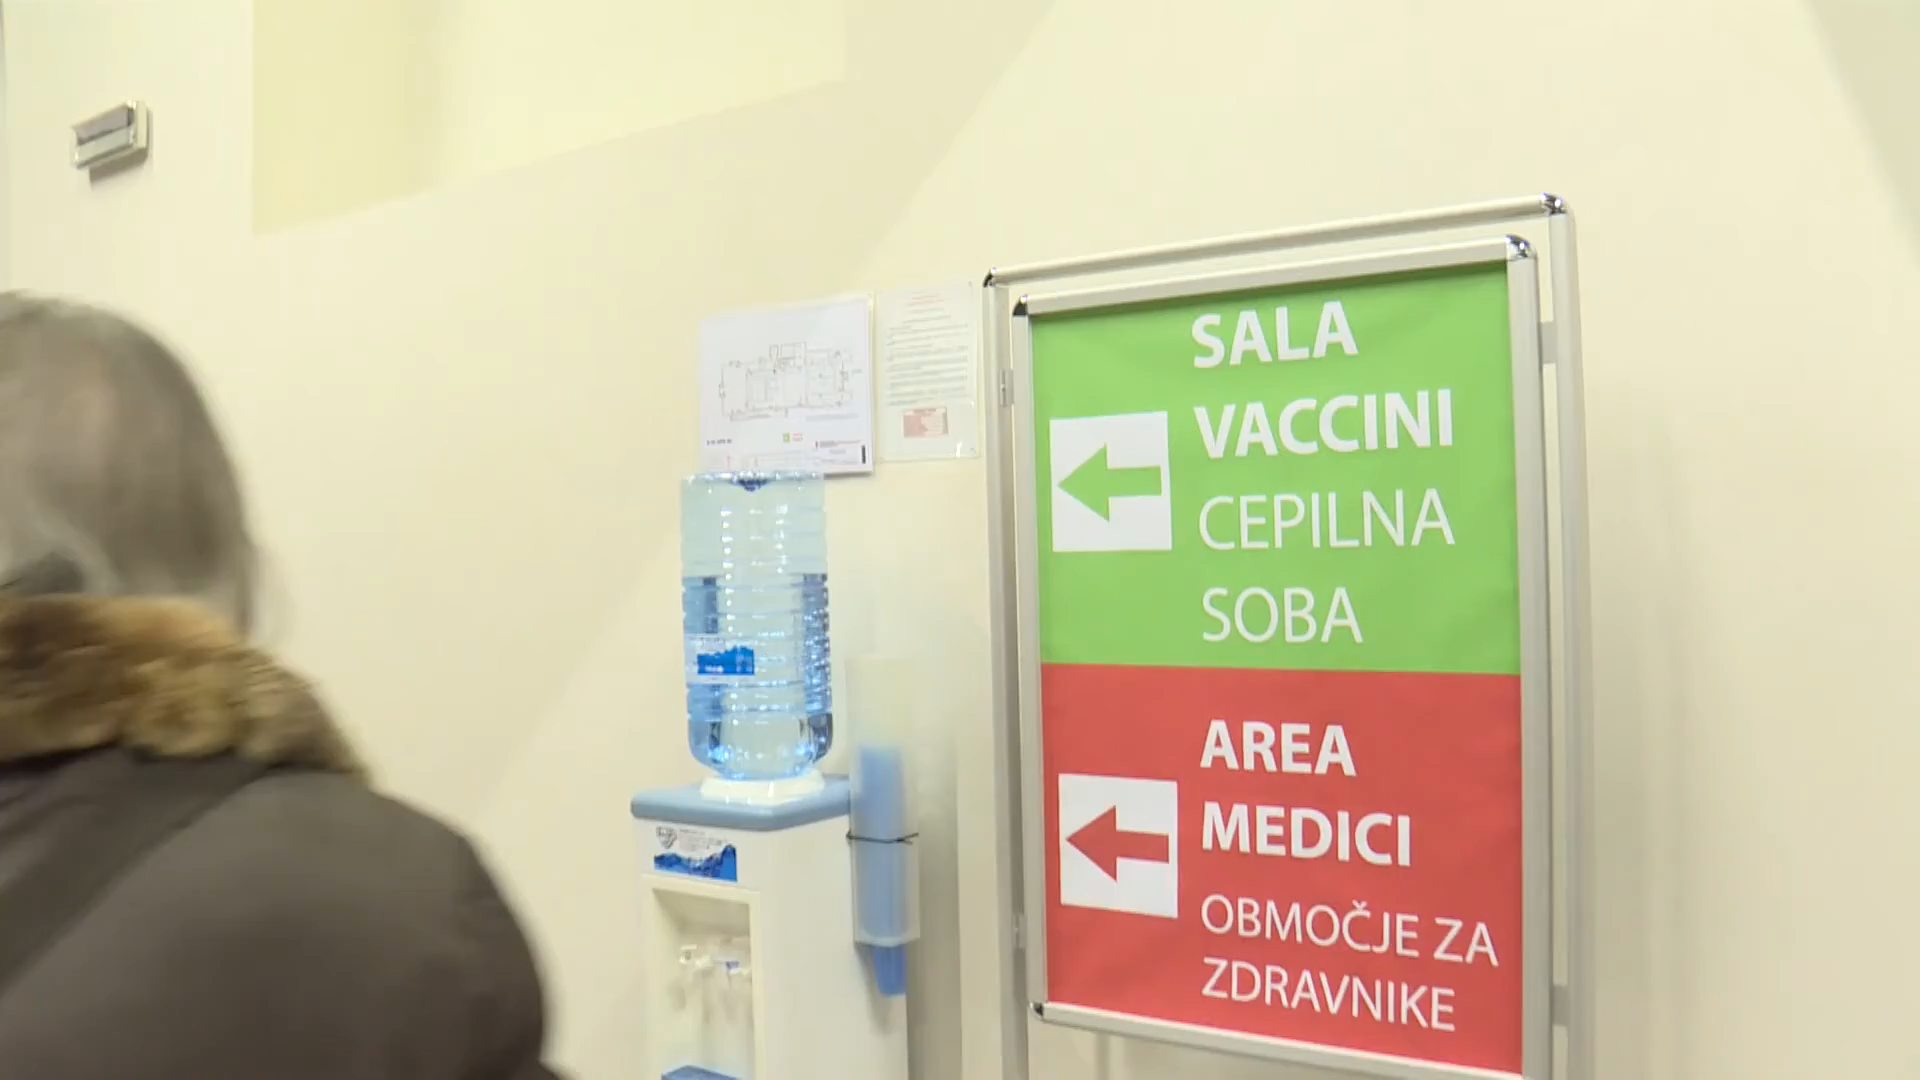 SALA
VACCINI
CEPILNA
SOBA
AREA
MEDICI
OBMOČJE ZA
ZDRAVNIKE